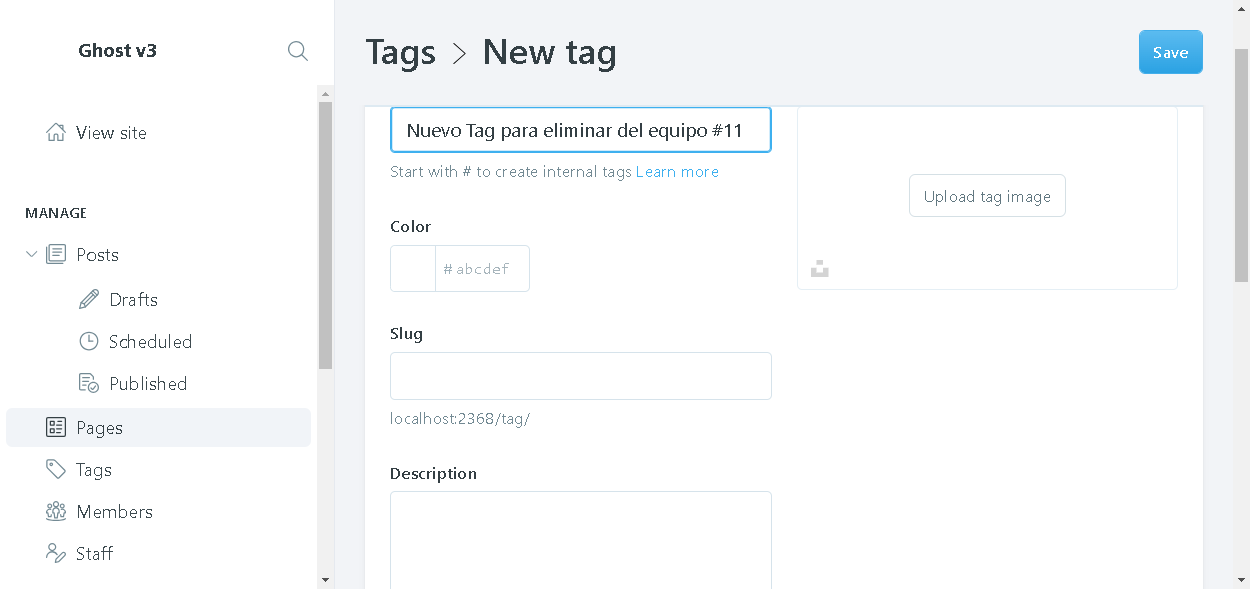 Ghost v3
View site
MANAGE
Posts
Drafts
Scheduled
Published
Pages
Tags
Members
Staff
Tags > New tag
Save
Nuevo Tag para eliminar del equipo #11
Start with # to create internal tags Learn more
Upload tag image
Color
# abcdef
Slug
localhost:2368/tag/
Description